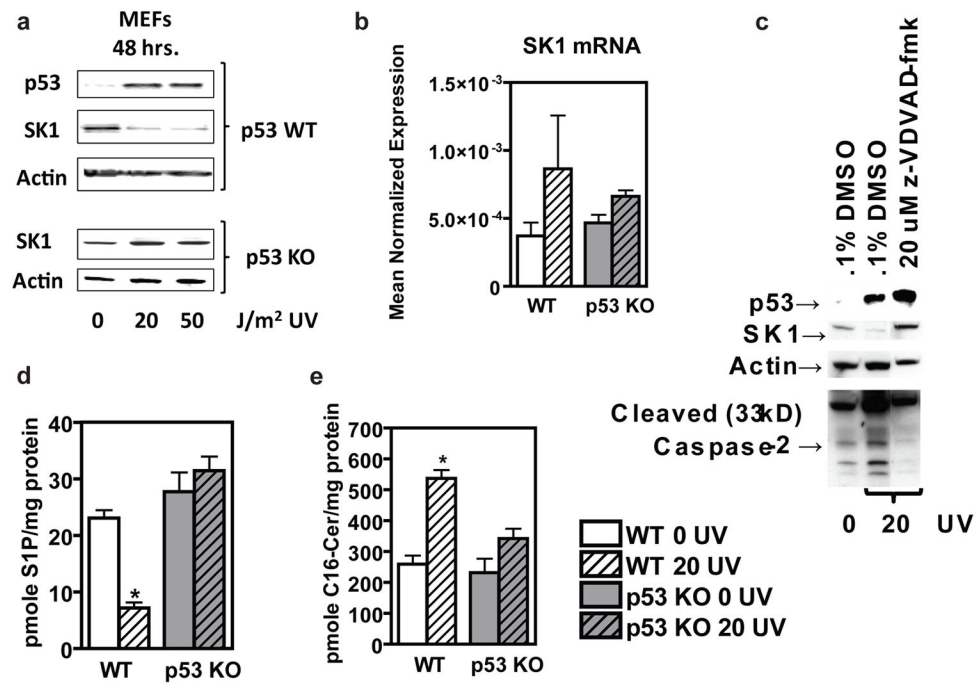 a
MEFs
48 hrs.
p53
SK1
Actin
p53 WT
SK1
Actin
p53 KO
0 20 50 J/m² UV
b
SK1 mRNA
Mean Normalized Expression
1.5×10⁻³
1.0×10⁻³
5.0×10⁻⁴
0
WT p53 KO
c
.1% DMSO
.1% DMSO
20 uM z-VDVAD-fmk
p53→
SK1→
Actin→
Cleaved (33kD)
Caspase-2 →
0 20 UV
d
pmole S1P/mg protein
40
30
20
10
0
*
WT p53 KO
e
pmole C16-Cer/mg protein
700
600
500
400
300
200
100
0
*
WT p53 KO
WT 0 UV
WT 20 UV
p53 KO 0 UV
p53 KO 20 UV